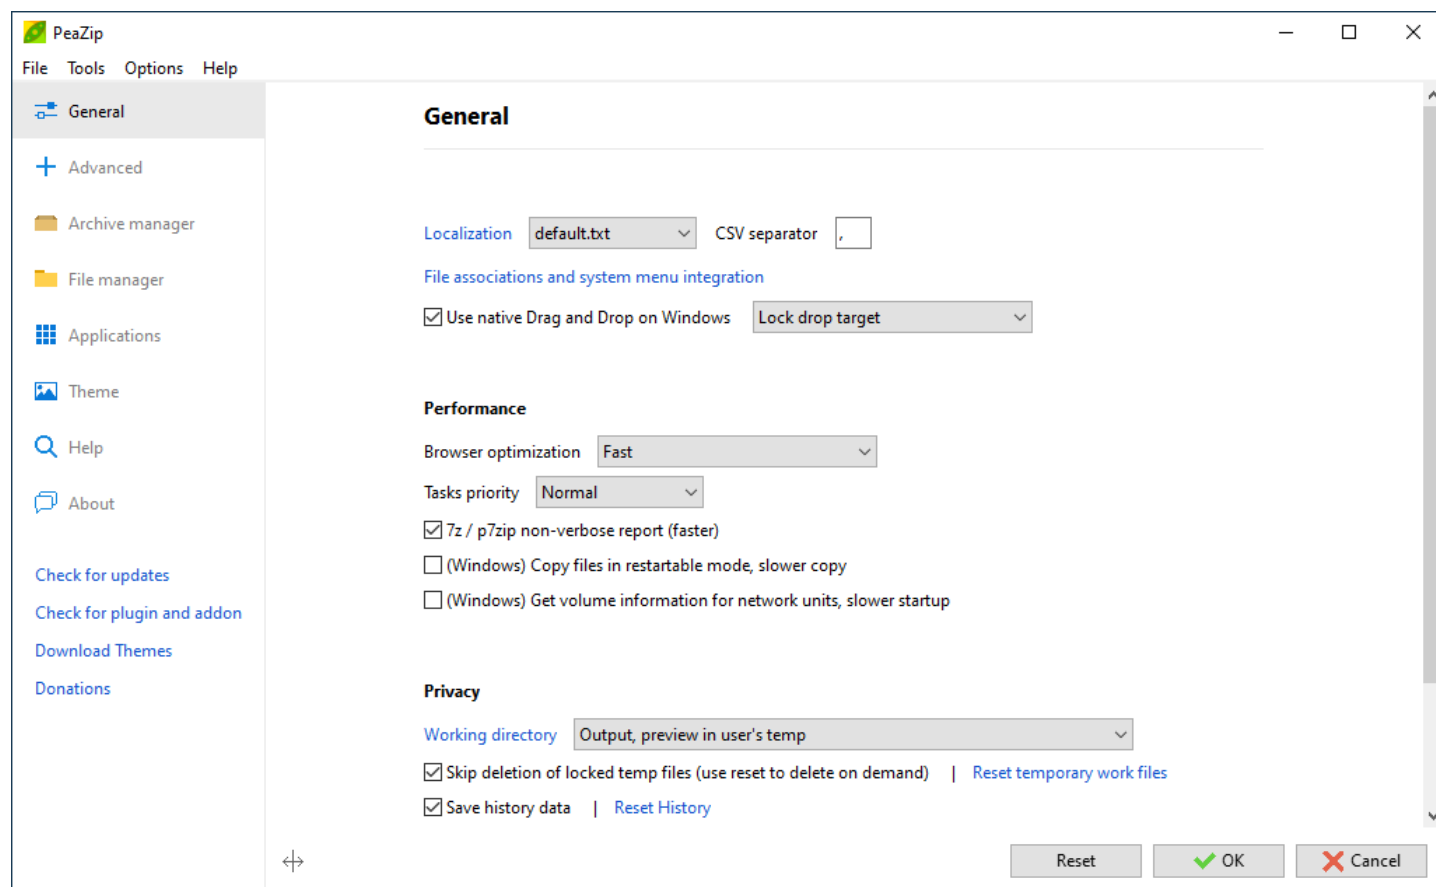 PeaZip
File Tools Options Help
General
Advanced
Archive manager
File manager
Applications
Theme
Help
About
Check for updates
Check for plugin and addon
Download Themes
Donations
General
Localization default.txt CSV separator ,
File associations and system menu integration
Use native Drag and Drop on Windows Lock drop target
Performance
Browser optimization Fast
Tasks priority Normal
7z / p7zip non-verbose report (faster)
(Windows) Copy files in restartable mode, slower copy
(Windows) Get volume information for network units, slower startup
Privacy
Working directory Output, preview in user's temp
Skip deletion of locked temp files (use reset to delete on demand) | Reset temporary work files
Save history data | Reset History
Reset OK Cancel